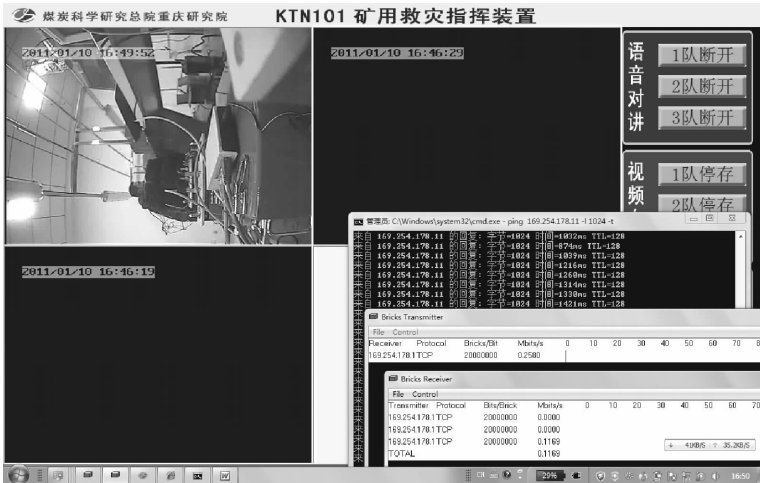 煤炭科学研究总院重庆研究院
KTN101 矿用救灾指挥装置
2011/01/10 16:49:52
2011/01/10 16:46:29
2011/01/10 16:46:19
语音对讲
1队断开
2队断开
3队断开
视频
1队停存
2队停存
管理员: C:\Windows\system32\cmd.exe - ping 169.254.178.11 -l 1024 -t
来自 169.254.178.11 的回复: 字节=1024 时间=1032ms TTL=128
来自 169.254.178.11 的回复: 字节=1024 时间=874ms TTL=128
来自 169.254.178.11 的回复: 字节=1024 时间=1039ms TTL=128
来自 169.254.178.11 的回复: 字节=1024 时间=1216ms TTL=128
来自 169.254.178.11 的回复: 字节=1024 时间=1260ms TTL=128
来自 169.254.178.11 的回复: 字节=1024 时间=1314ms TTL=128
来自 169.254.178.11 的回复: 字节=1024 时间=1330ms TTL=128
来自 169.254.178.11 的回复: 字节=1024 时间=1421ms TTL=128
Bricks Transmitter
File Control
Receiver Protocol Bricks/Bit Mbits/s 0 10 20 30 40 50 60 70 8
169.254.178.1 TCP 20000000 0.2580
Bricks Receiver
File Control
Transmitter Protocol Bits/Brick Mbits/s 0 10 20 30 40 50 60 70
169.254.178.1 TCP 20000000 0.0000
169.254.178.1 TCP 20000000 0.0000
169.254.178.1 TCP 20000000 0.1169
TOTAL 0.1169
↓ 41KB/S ↑ 35.2KB/S
29%
16:50